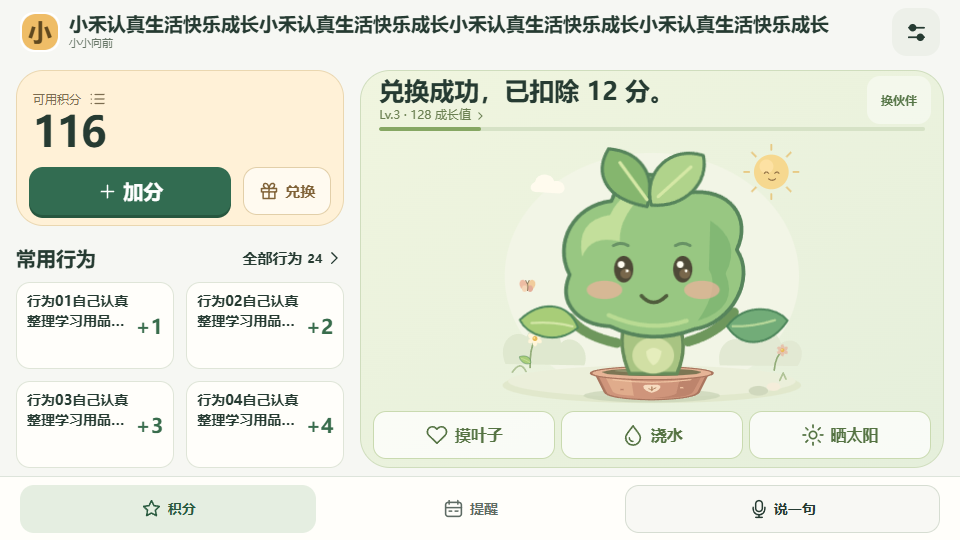 小
小禾认真生活快乐成长小禾认真生活快乐成长小禾认真生活快乐成长小禾认真生活快乐成长
小小向前
可用积分
116
加分
兑换
常用行为
全部行为 24
行为01自己认真
整理学习用品...
+1
行为02自己认真
整理学习用品...
+2
行为03自己认真
整理学习用品...
+3
行为04自己认真
整理学习用品...
+4
兑换成功，已扣除 12 分。
Lv.3 · 128 成长值
换伙伴
摸叶子
浇水
晒太阳
积分
提醒
说一句